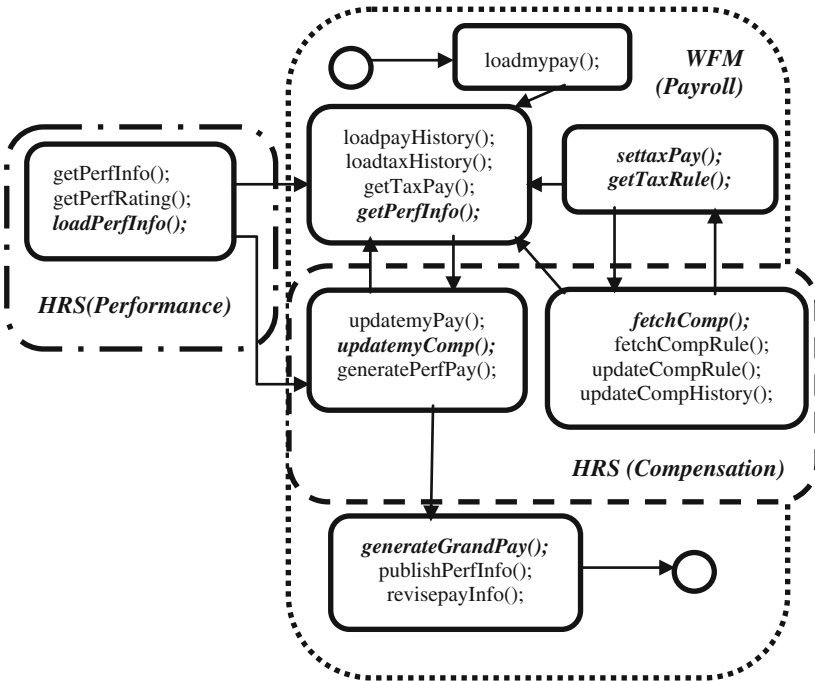 loadmypay();
WFM
(Payroll)
loadpayHistory();
loadtaxHistory();
getTaxPay();
getPerfInfo();
settaxPay();
getTaxRule();
getPerfInfo();
getPerfRating();
loadPerfInfo();
HRS(Performance)
updatemyPay();
updatemyComp();
generatePerfPay();
fetchComp();
fetchCompRule();
updateCompRule();
updateCompHistory();
HRS (Compensation)
generateGrandPay();
publishPerfInfo();
revisepayInfo();